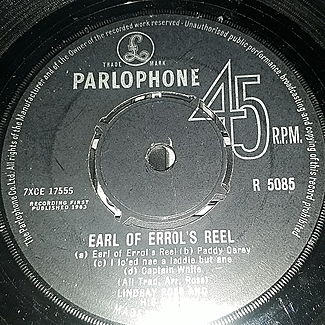 of the Manufacturer and of the Owner of the recorded work reserved · Unauthorised public performance, broadcasting and copying of this
TRADE MARK
PARLOPHONE
45
R.P.M.
The Parlophone Co. Ltd. All rights
7XCE 17555
R 5085
RECORDING FIRST
PUBLISHED 1963
EARL OF ERROL'S REEL
(a) Earl of Errol's Reel (b) Paddy Carey
(c) I lo'ed nae a laddie but ane
(d) Captain White
(All Trad. Arr. Ross)
LINDSAY ROSS AND
HIS